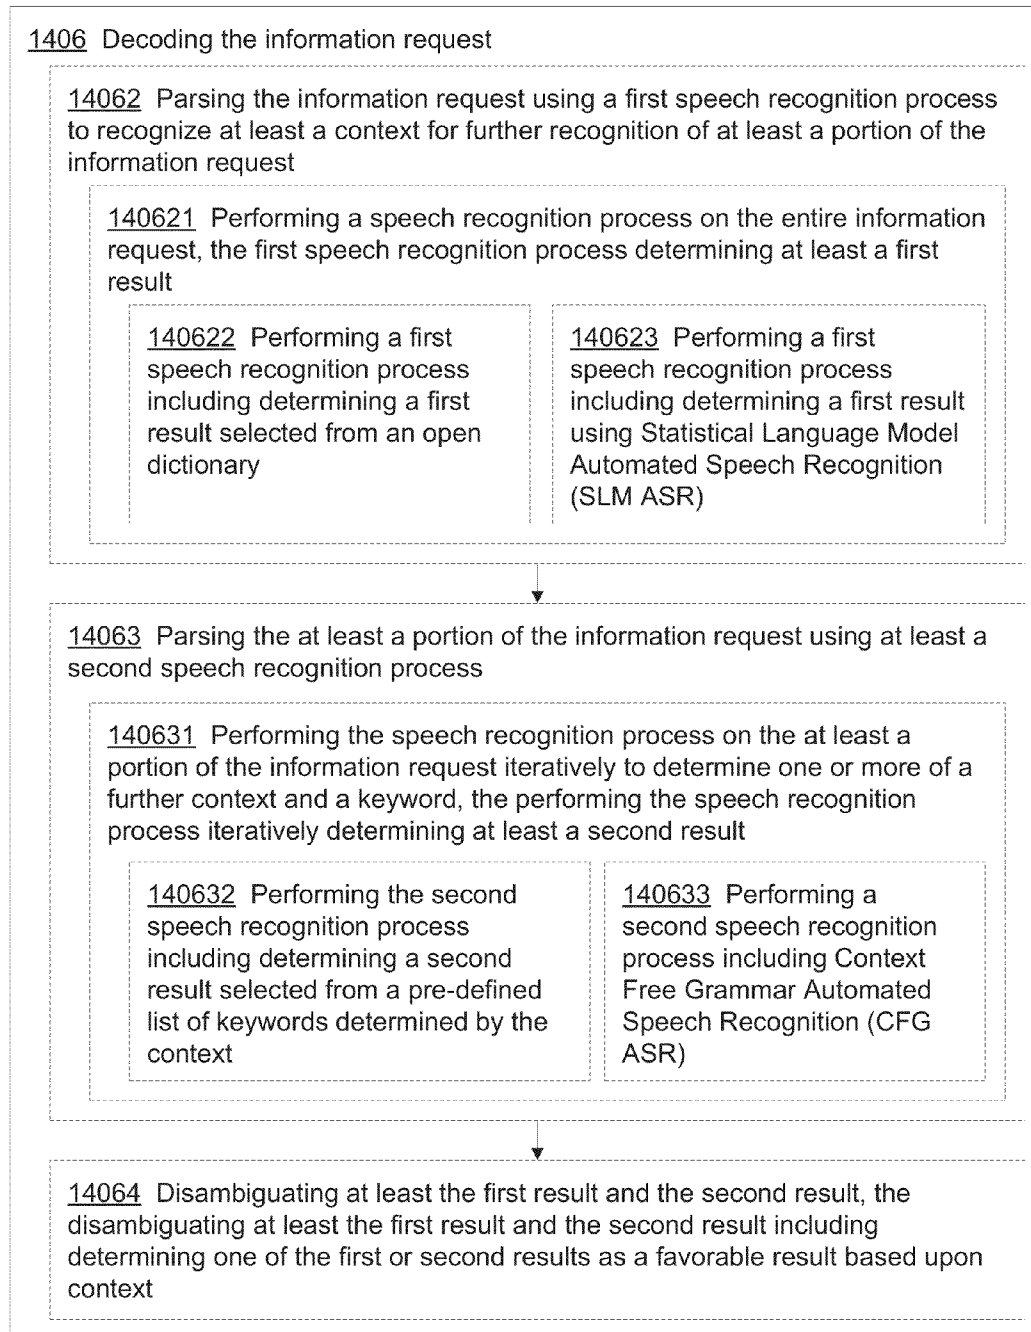 1406 Decoding the information request
14062 Parsing the information request using a first speech recognition process
to recognize at least a context for further recognition of at least a portion of the
information request
140621 Performing a speech recognition process on the entire information
request, the first speech recognition process determining at least a first
result
140622 Performing a first
speech recognition process
including determining a first
result selected from an open
dictionary
140623 Performing a first
speech recognition process
including determining a first result
using Statistical Language Model
Automated Speech Recognition
(SLM ASR)
14063 Parsing the at least a portion of the information request using at least a
second speech recognition process
140631 Performing the speech recognition process on the at least a
portion of the information request iteratively to determine one or more of a
further context and a keyword, the performing the speech recognition
process iteratively determining at least a second result
140632 Performing the second
speech recognition process
including determining a second
result selected from a pre-defined
list of keywords determined by the
context
140633 Performing a
second speech recognition
process including Context
Free Grammar Automated
Speech Recognition (CFG
ASR)
14064 Disambiguating at least the first result and the second result, the
disambiguating at least the first result and the second result including
determining one of the first or second results as a favorable result based upon
context